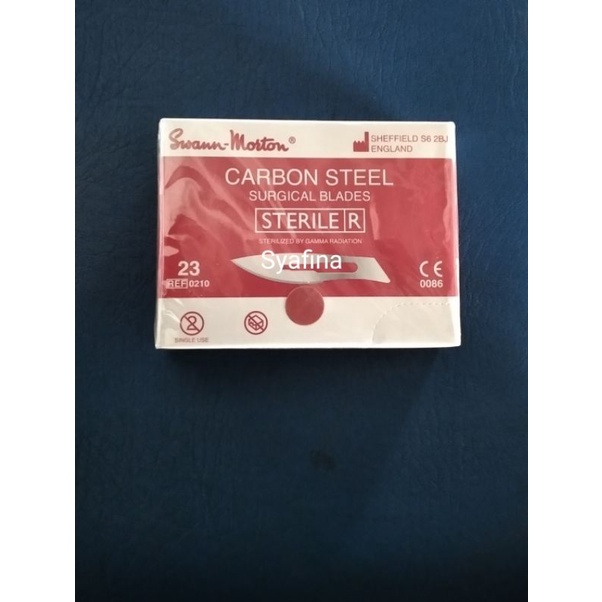 Swann-Morton®
SHEFFIELD S6 2BJ
ENGLAND
CARBON STEEL
SURGICAL BLADES
STERILE R
STERILIZED BY GAMMA RADIATION
Syafina
23
REF 0210
CE
0086
2
SINGLE USE